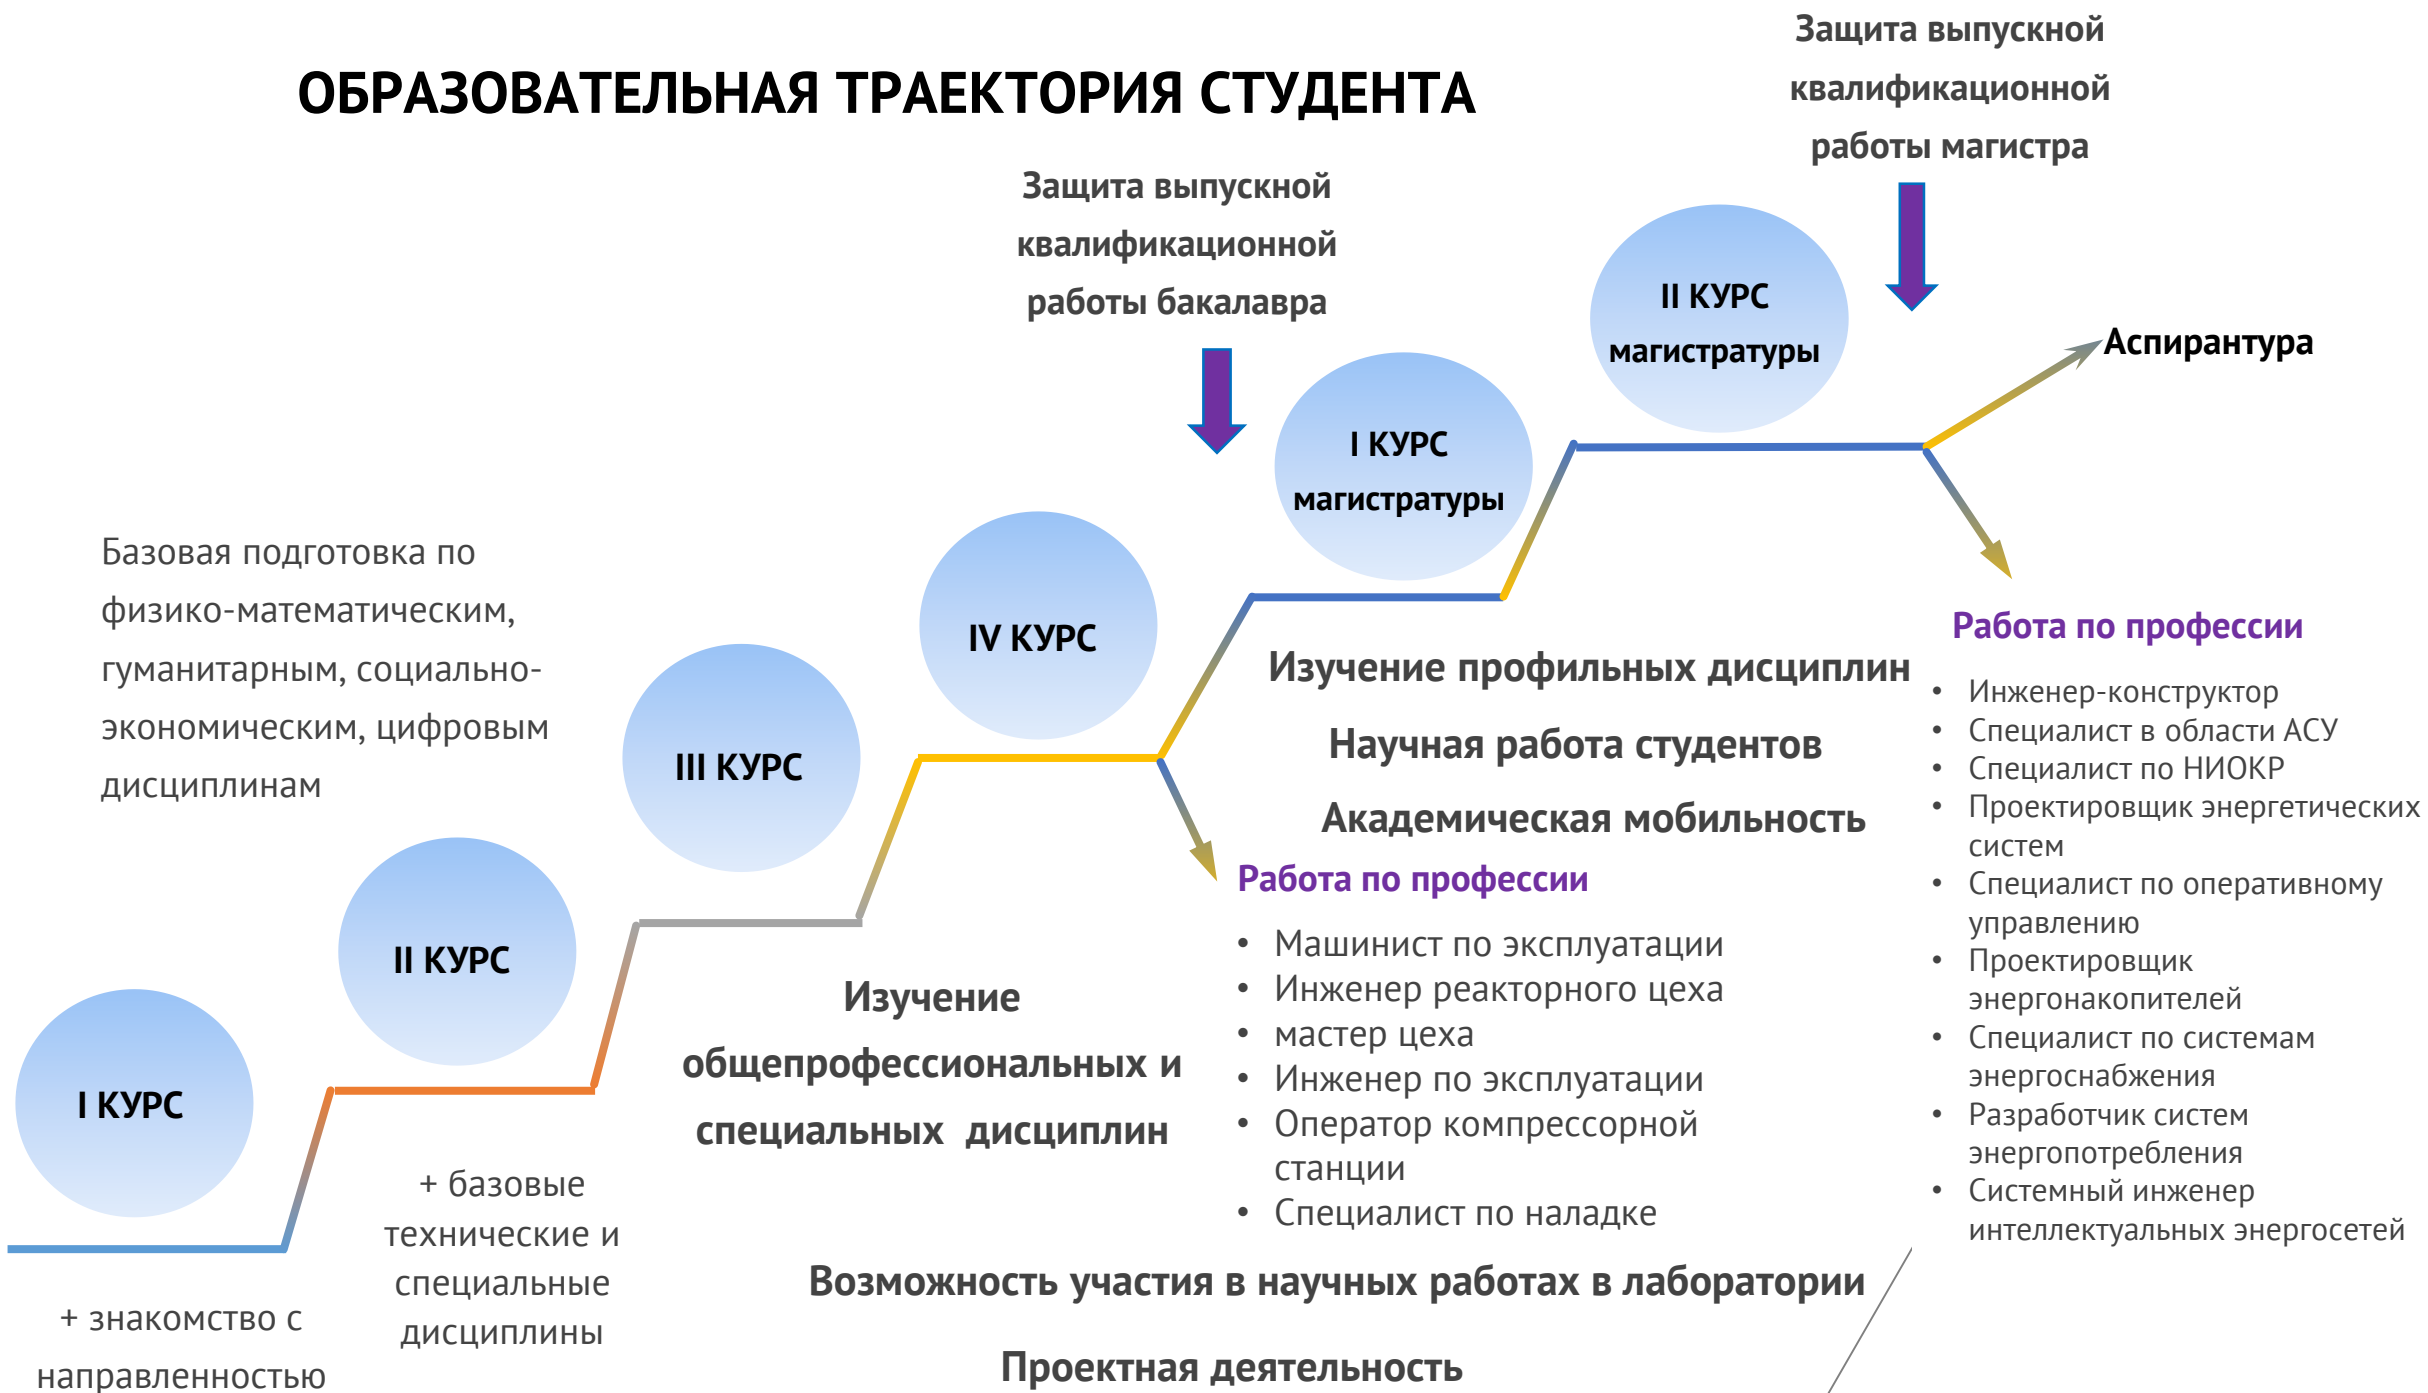 ОБРАЗОВАТЕЛЬНАЯ ТРАЕКТОРИЯ СТУДЕНТА
Защита выпускной
квалификационной
работы магистра
Защита выпускной
квалификационной
работы бакалавра
II КУРС
магистратуры
Аспирантура
I КУРС
магистратуры
Базовая подготовка по
физико-математическим,
гуманитарным, социально-
экономическим, цифровым
дисциплинам
IV КУРС
III КУРС
II КУРС
I КУРС
Изучение профильных дисциплин
Научная работа студентов
Академическая мобильность
Работа по профессии
• Машинист по эксплуатации
• Инженер реакторного цеха
• мастер цеха
• Инженер по эксплуатации
• Оператор компрессорной
станции
• Специалист по наладке
Работа по профессии
• Инженер-конструктор
• Специалист в области АСУ
• Специалист по НИОКР
• Проектировщик энергетических
систем
• Специалист по оперативному
управлению
• Проектировщик
энергонакопителей
• Специалист по системам
энергоснабжения
• Разработчик систем
энергопотребления
• Системный инженер
интеллектуальных энергосетей
Изучение
общепрофессиональных и
специальных дисциплин
+ базовые
технические и
специальные
дисциплины
+ знакомство с
направленностью
Возможность участия в научных работах в лаборатории
Проектная деятельность